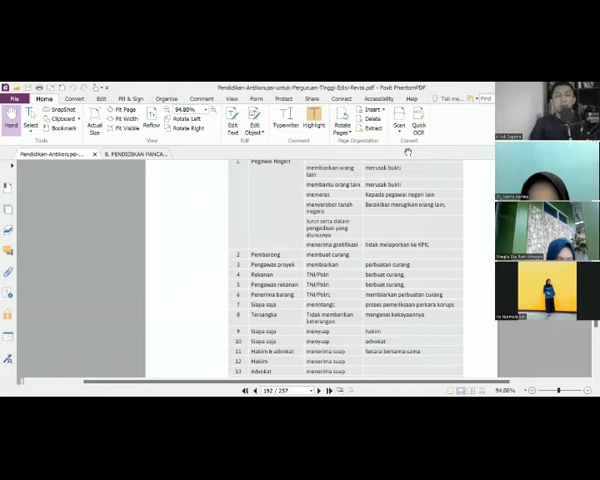 Pendidikan-Antikorupsi-untuk-Perguruan-Tinggi-Edisi-Revisi.pdf - Foxit PhantomPDF
File Home Convert Edit Fill & Sign Organize Comment View Form Protect Share Connect Accessibility Help Tell me... Find
Hand Select SnapShot Clipboard Bookmark
Actual Size Fit Page Fit Width Fit Visible Reflow 94.80% Rotate Left Rotate Right
Edit Text Edit Object Typewriter Highlight Rotate Pages Insert Delete Extract Scan Quick OCR
Tools View Edit Comment Page Organization Convert
Pendidikan-Antikorupsi-... 8. PENDIDIKAN PANCA...
1 Pegawai Negeri
membiarkan orang lain merusak bukti
membantu orang lain merusak bukti
memeras Kepada pegawai negeri lain
menyerobot tanah negara Berakibat merugikan orang lain,
turut serta dalam pengadaan yang diurusnya
menerima gratifikasi tidak melaporkan ke KPK;
2 Pemborong membuat curang
3 Pengawas proyek membiarkan perbuatan curang
4 Rekanan TNI/Polri berbuat curang,
5 Pengawas rekanan TNI/Polri berbuat curang,
6 Penerima barang TNI/Polri; membiarkan perbuatan curang
7 Siapa saja merintangi; proses pemeriksaan perkara korups
8 Tersangka Tidak memberikan keterangan mengenai kekayaannya
9 Siapa saja menyuap hakim
10 Siapa saja menyuap advokat
11 Hakim & advokat menerima suap Secara bersama-sama
12 Hakim menerima suap
13 Advokat menerima suap
192 / 257
94.80%